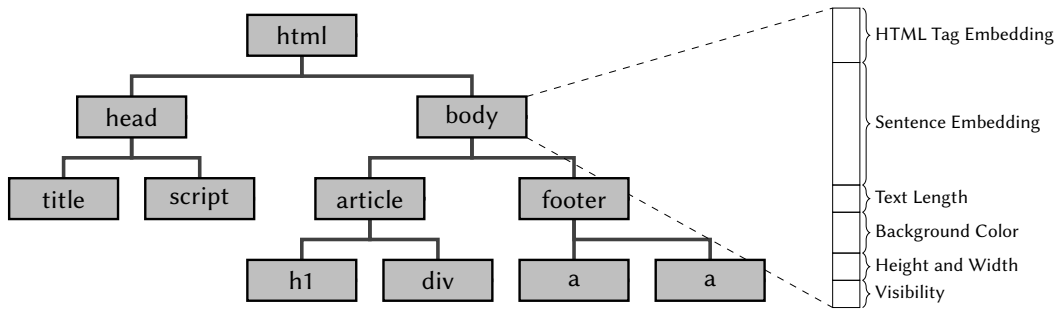 html
HTML Tag Embedding
head
body
Sentence Embedding
title
script
article
footer
Text Length
Background Color
h1
div
a
a
Height and Width
Visibility